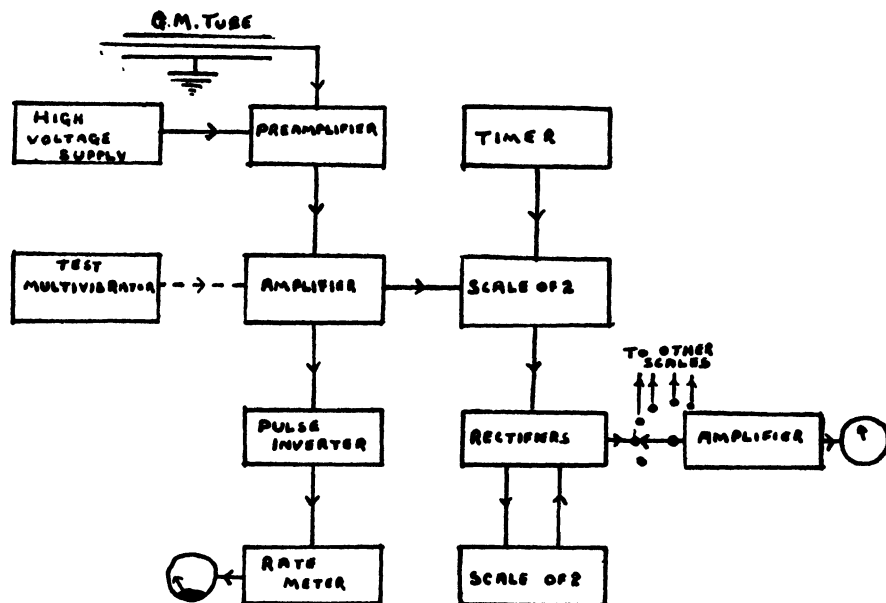 G.M. TUBE
HIGH
VOLTAGE
SUPPLY
PREAMPLIFIER
TIMER
TEST
MULTIVIBRATOR
AMPLIFIER
SCALE OF 2
TO OTHER
SCALES
PULSE
INVERTER
RECTIFIERS
AMPLIFIER
RATE
METER
SCALE OF 2